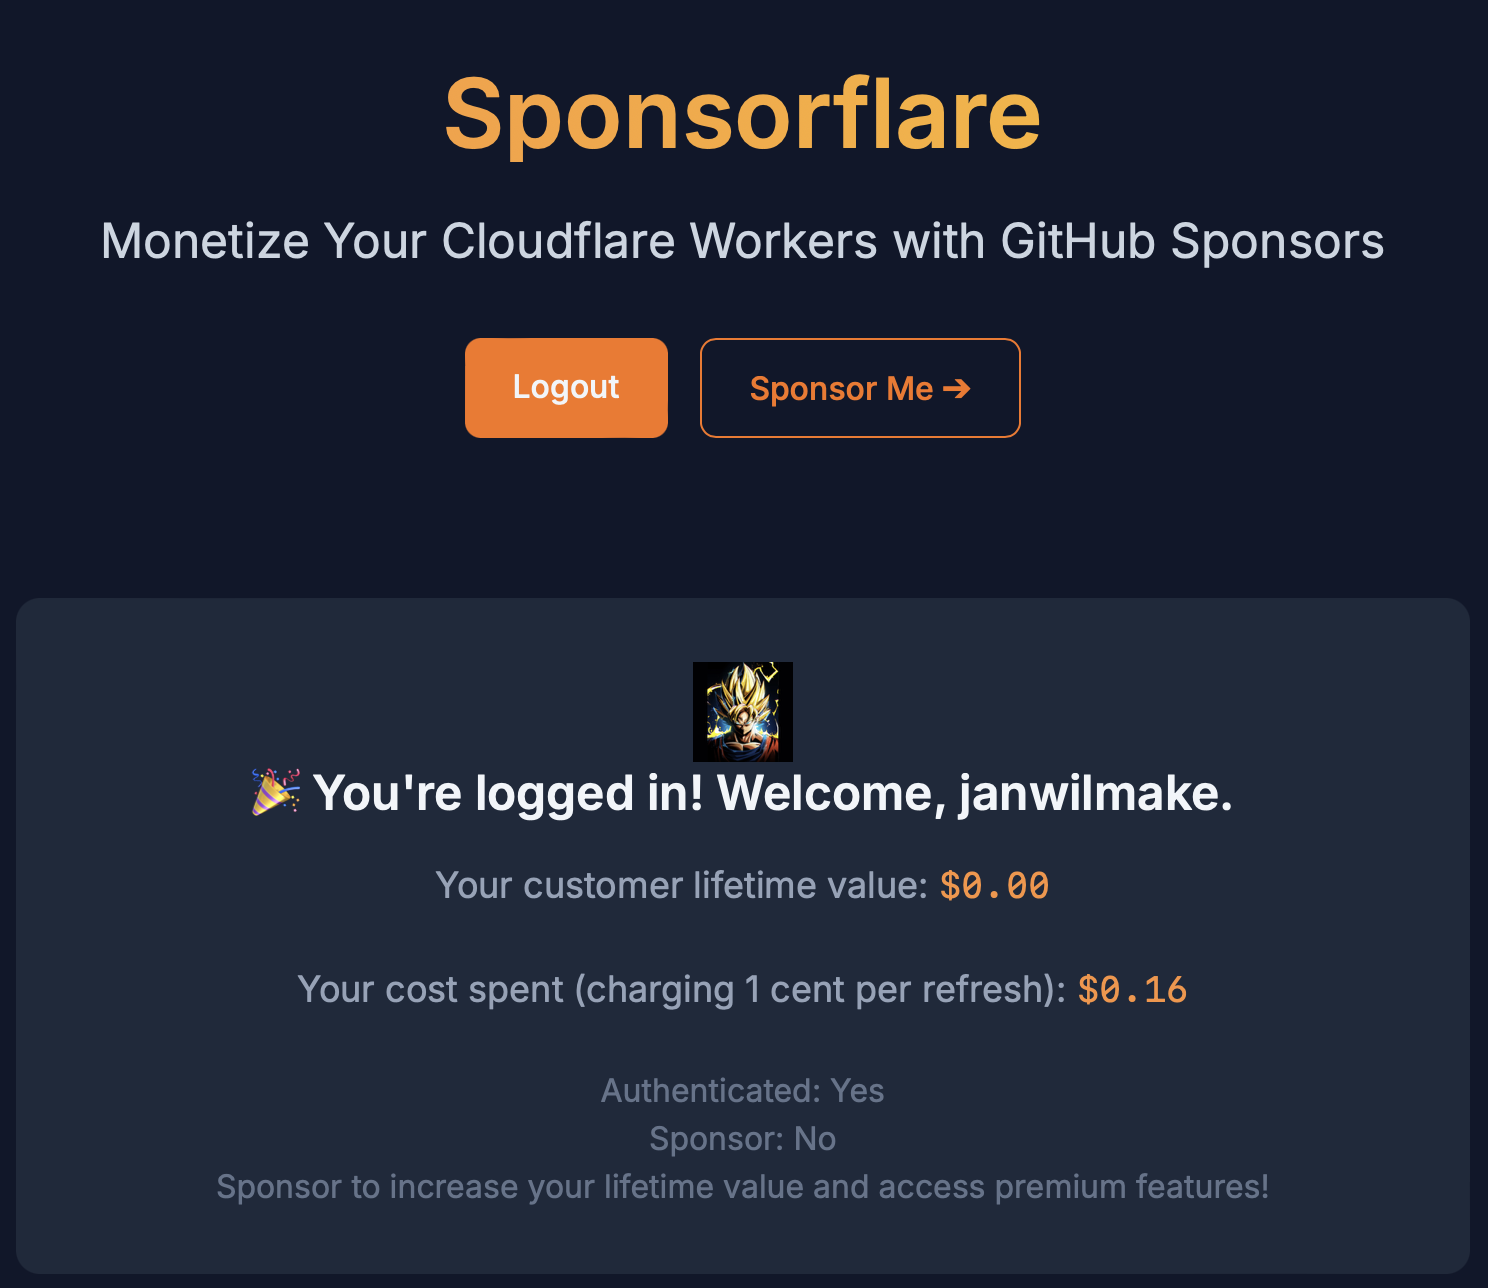 Sponsorflare
Monetize Your Cloudflare Workers with GitHub Sponsors
Logout
Sponsor Me ➔
🎉 You're logged in! Welcome, janwilmake.
Your customer lifetime value: $0.00
Your cost spent (charging 1 cent per refresh): $0.16
Authenticated: Yes
Sponsor: No
Sponsor to increase your lifetime value and access premium features!